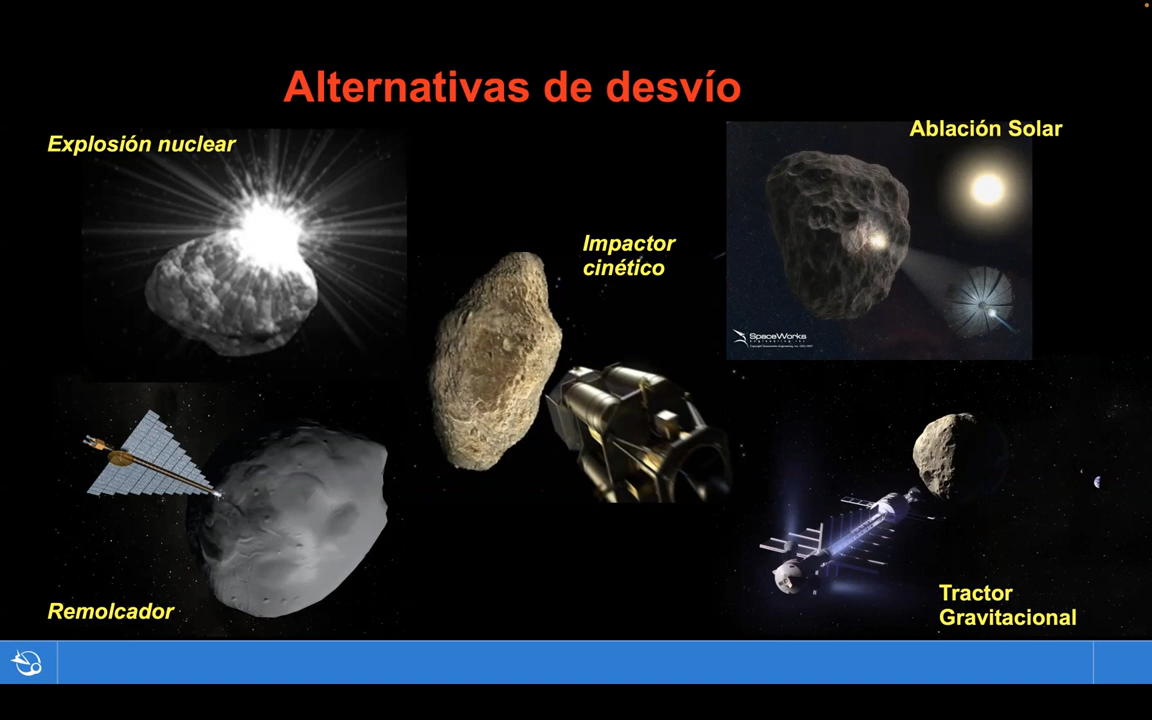 Alternativas de desvío
Explosión nuclear
Ablación Solar
Impactor
cinético
SpaceWorks
Remolcador
Tractor
Gravitacional